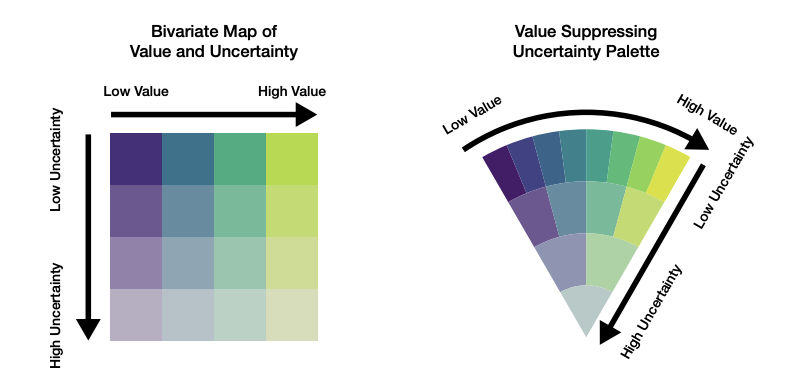 Bivariate Map of
Value and Uncertainty
Low Value
High Value
Low Uncertainty
High Uncertainty
Value Suppressing
Uncertainty Palette
Low Value
High Value
Low Uncertainty
High Uncertainty